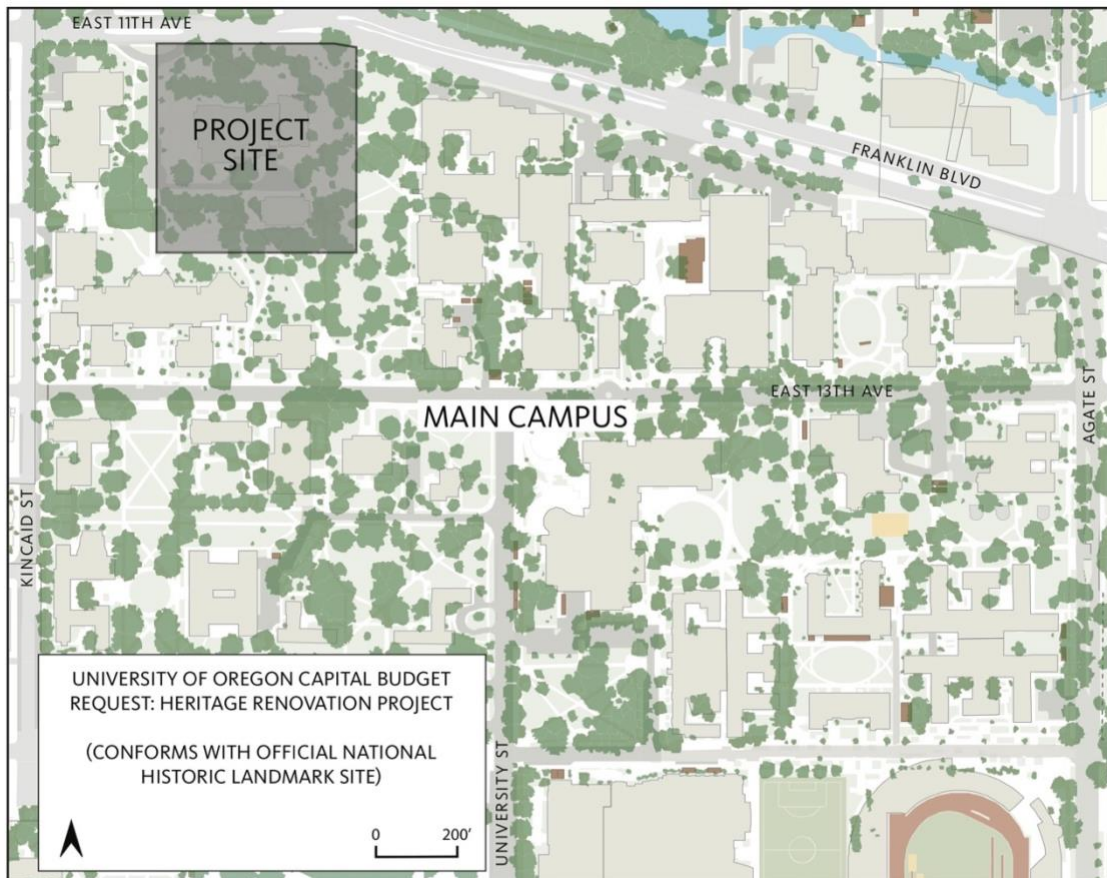 EAST 11TH AVE
PROJECT
SITE
FRANKLIN BLVD
EAST 13TH AVE
MAIN CAMPUS
AGATE ST
KINCAID ST
UNIVERSITY ST
UNIVERSITY OF OREGON CAPITAL BUDGET
REQUEST: HERITAGE RENOVATION PROJECT
(CONFORMS WITH OFFICIAL NATIONAL
HISTORIC LANDMARK SITE)
0 200'